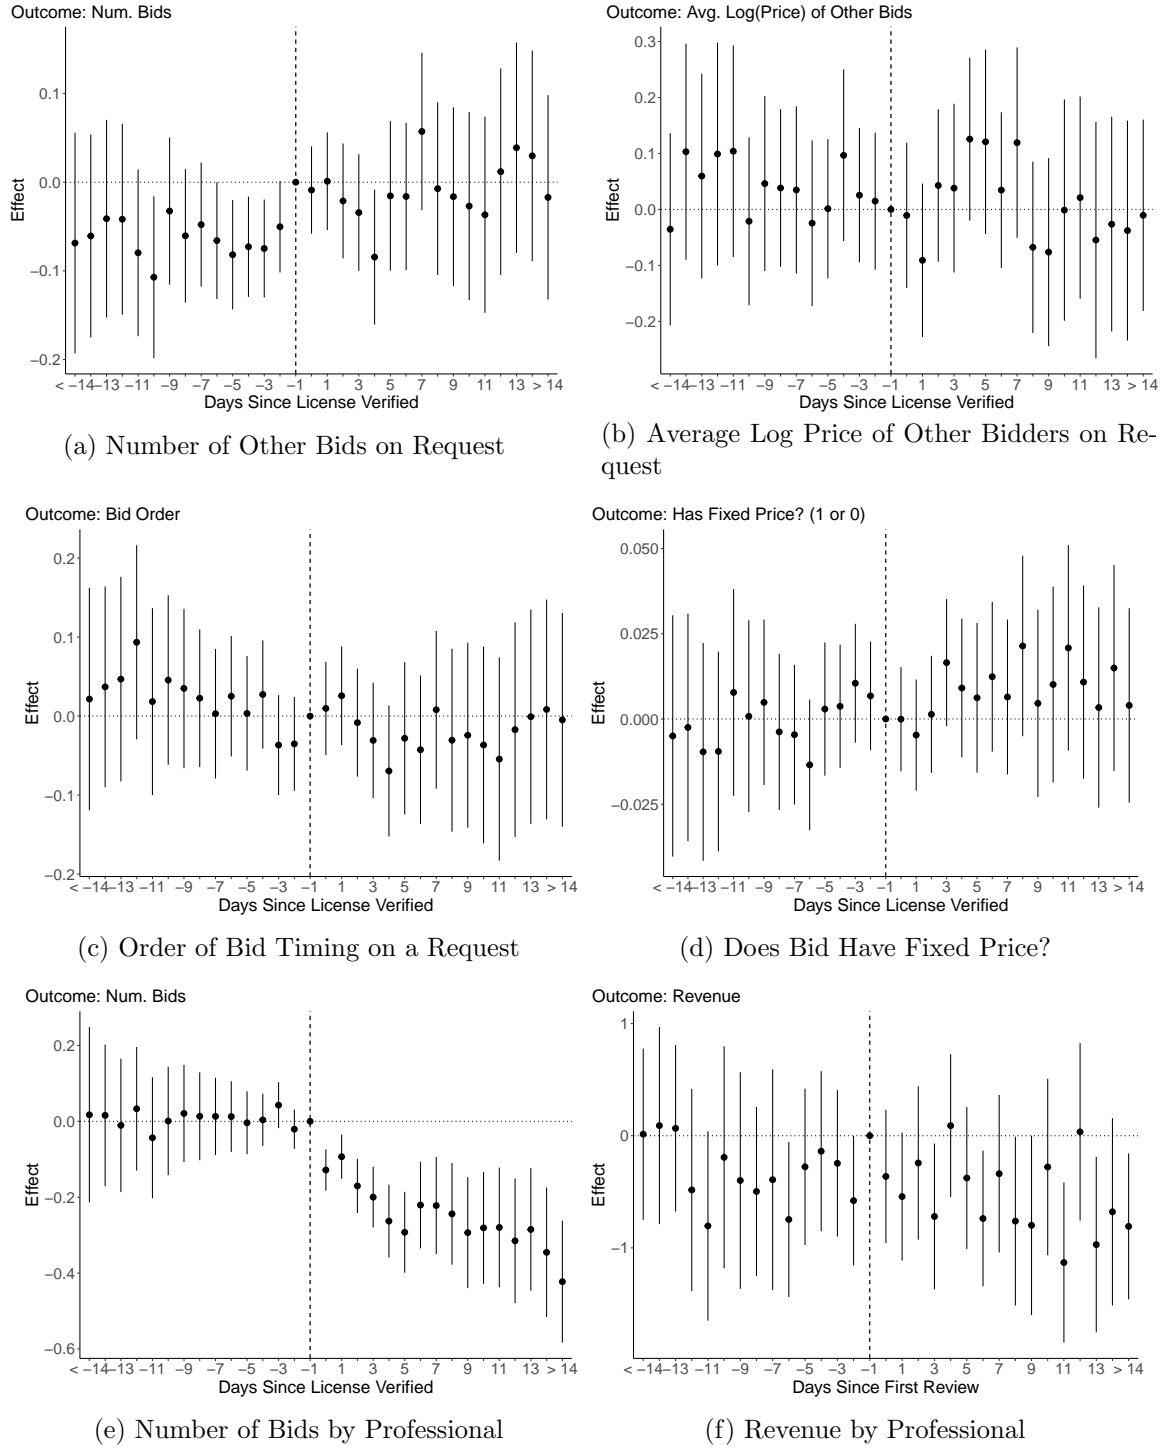 Outcome: Num. Bids
Effect
0.1
0.0
−0.1
−0.2
< −14 −13 −11 −9 −7 −5 −3 −1 1 3 5 7 9 11 13 > 14
Days Since License Verified
(a) Number of Other Bids on Request
Outcome: Avg. Log(Price) of Other Bids
Effect
0.3
0.2
0.1
0.0
−0.1
−0.2
< −14 −13 −11 −9 −7 −5 −3 −1 1 3 5 7 9 11 13 > 14
Days Since License Verified
(b) Average Log Price of Other Bidders on Re-
quest
Outcome: Bid Order
Effect
0.2
0.1
0.0
−0.1
−0.2
< −14 −13 −11 −9 −7 −5 −3 −1 1 3 5 7 9 11 13 > 14
Days Since License Verified
(c) Order of Bid Timing on a Request
Outcome: Has Fixed Price? (1 or 0)
Effect
0.050
0.025
0.000
−0.025
< −14 −13 −11 −9 −7 −5 −3 −1 1 3 5 7 9 11 13 > 14
Days Since License Verified
(d) Does Bid Have Fixed Price?
Outcome: Num. Bids
Effect
0.2
0.0
−0.2
−0.4
−0.6
< −14 −13 −11 −9 −7 −5 −3 −1 1 3 5 7 9 11 13 > 14
Days Since License Verified
(e) Number of Bids by Professional
Outcome: Revenue
Effect
1
0
−1
< −14 −13 −11 −9 −7 −5 −3 −1 1 3 5 7 9 11 13 > 14
Days Since First Review
(f) Revenue by Professional